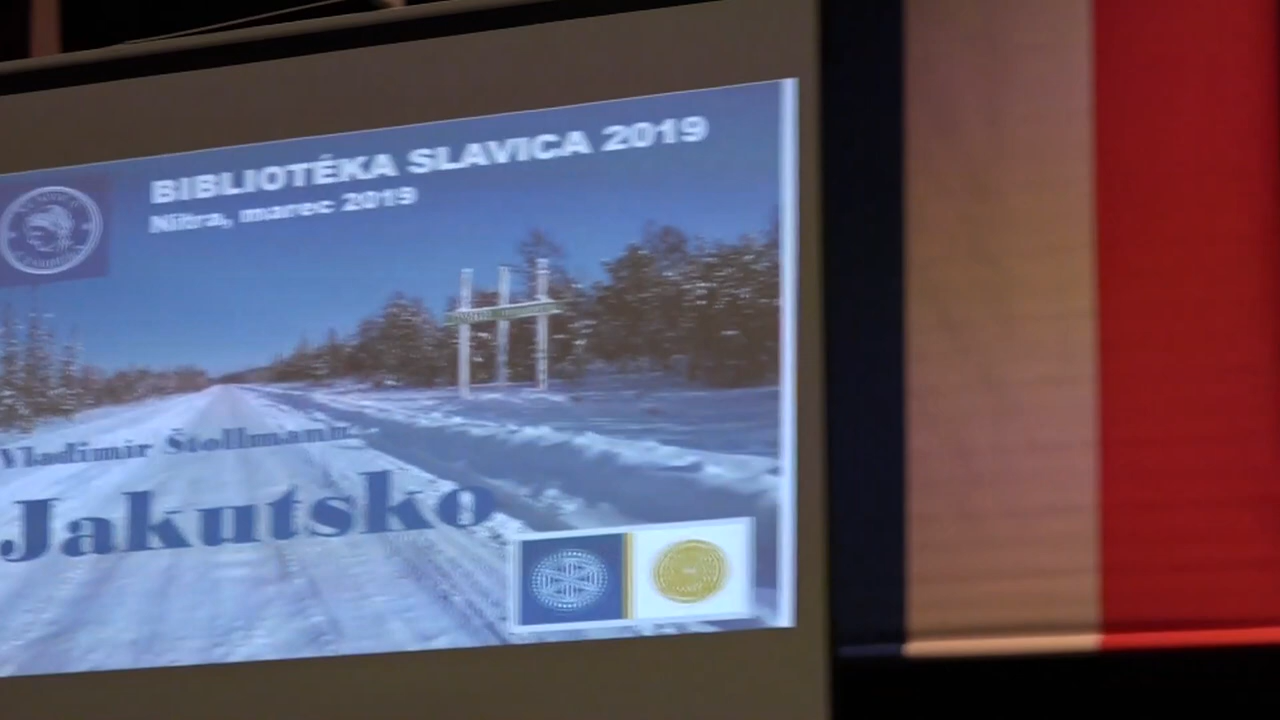 BIBLIOTÉKA SLAVICA 2019
Nitra, marec 2019
Vladimír Štollmann
Jakutsko